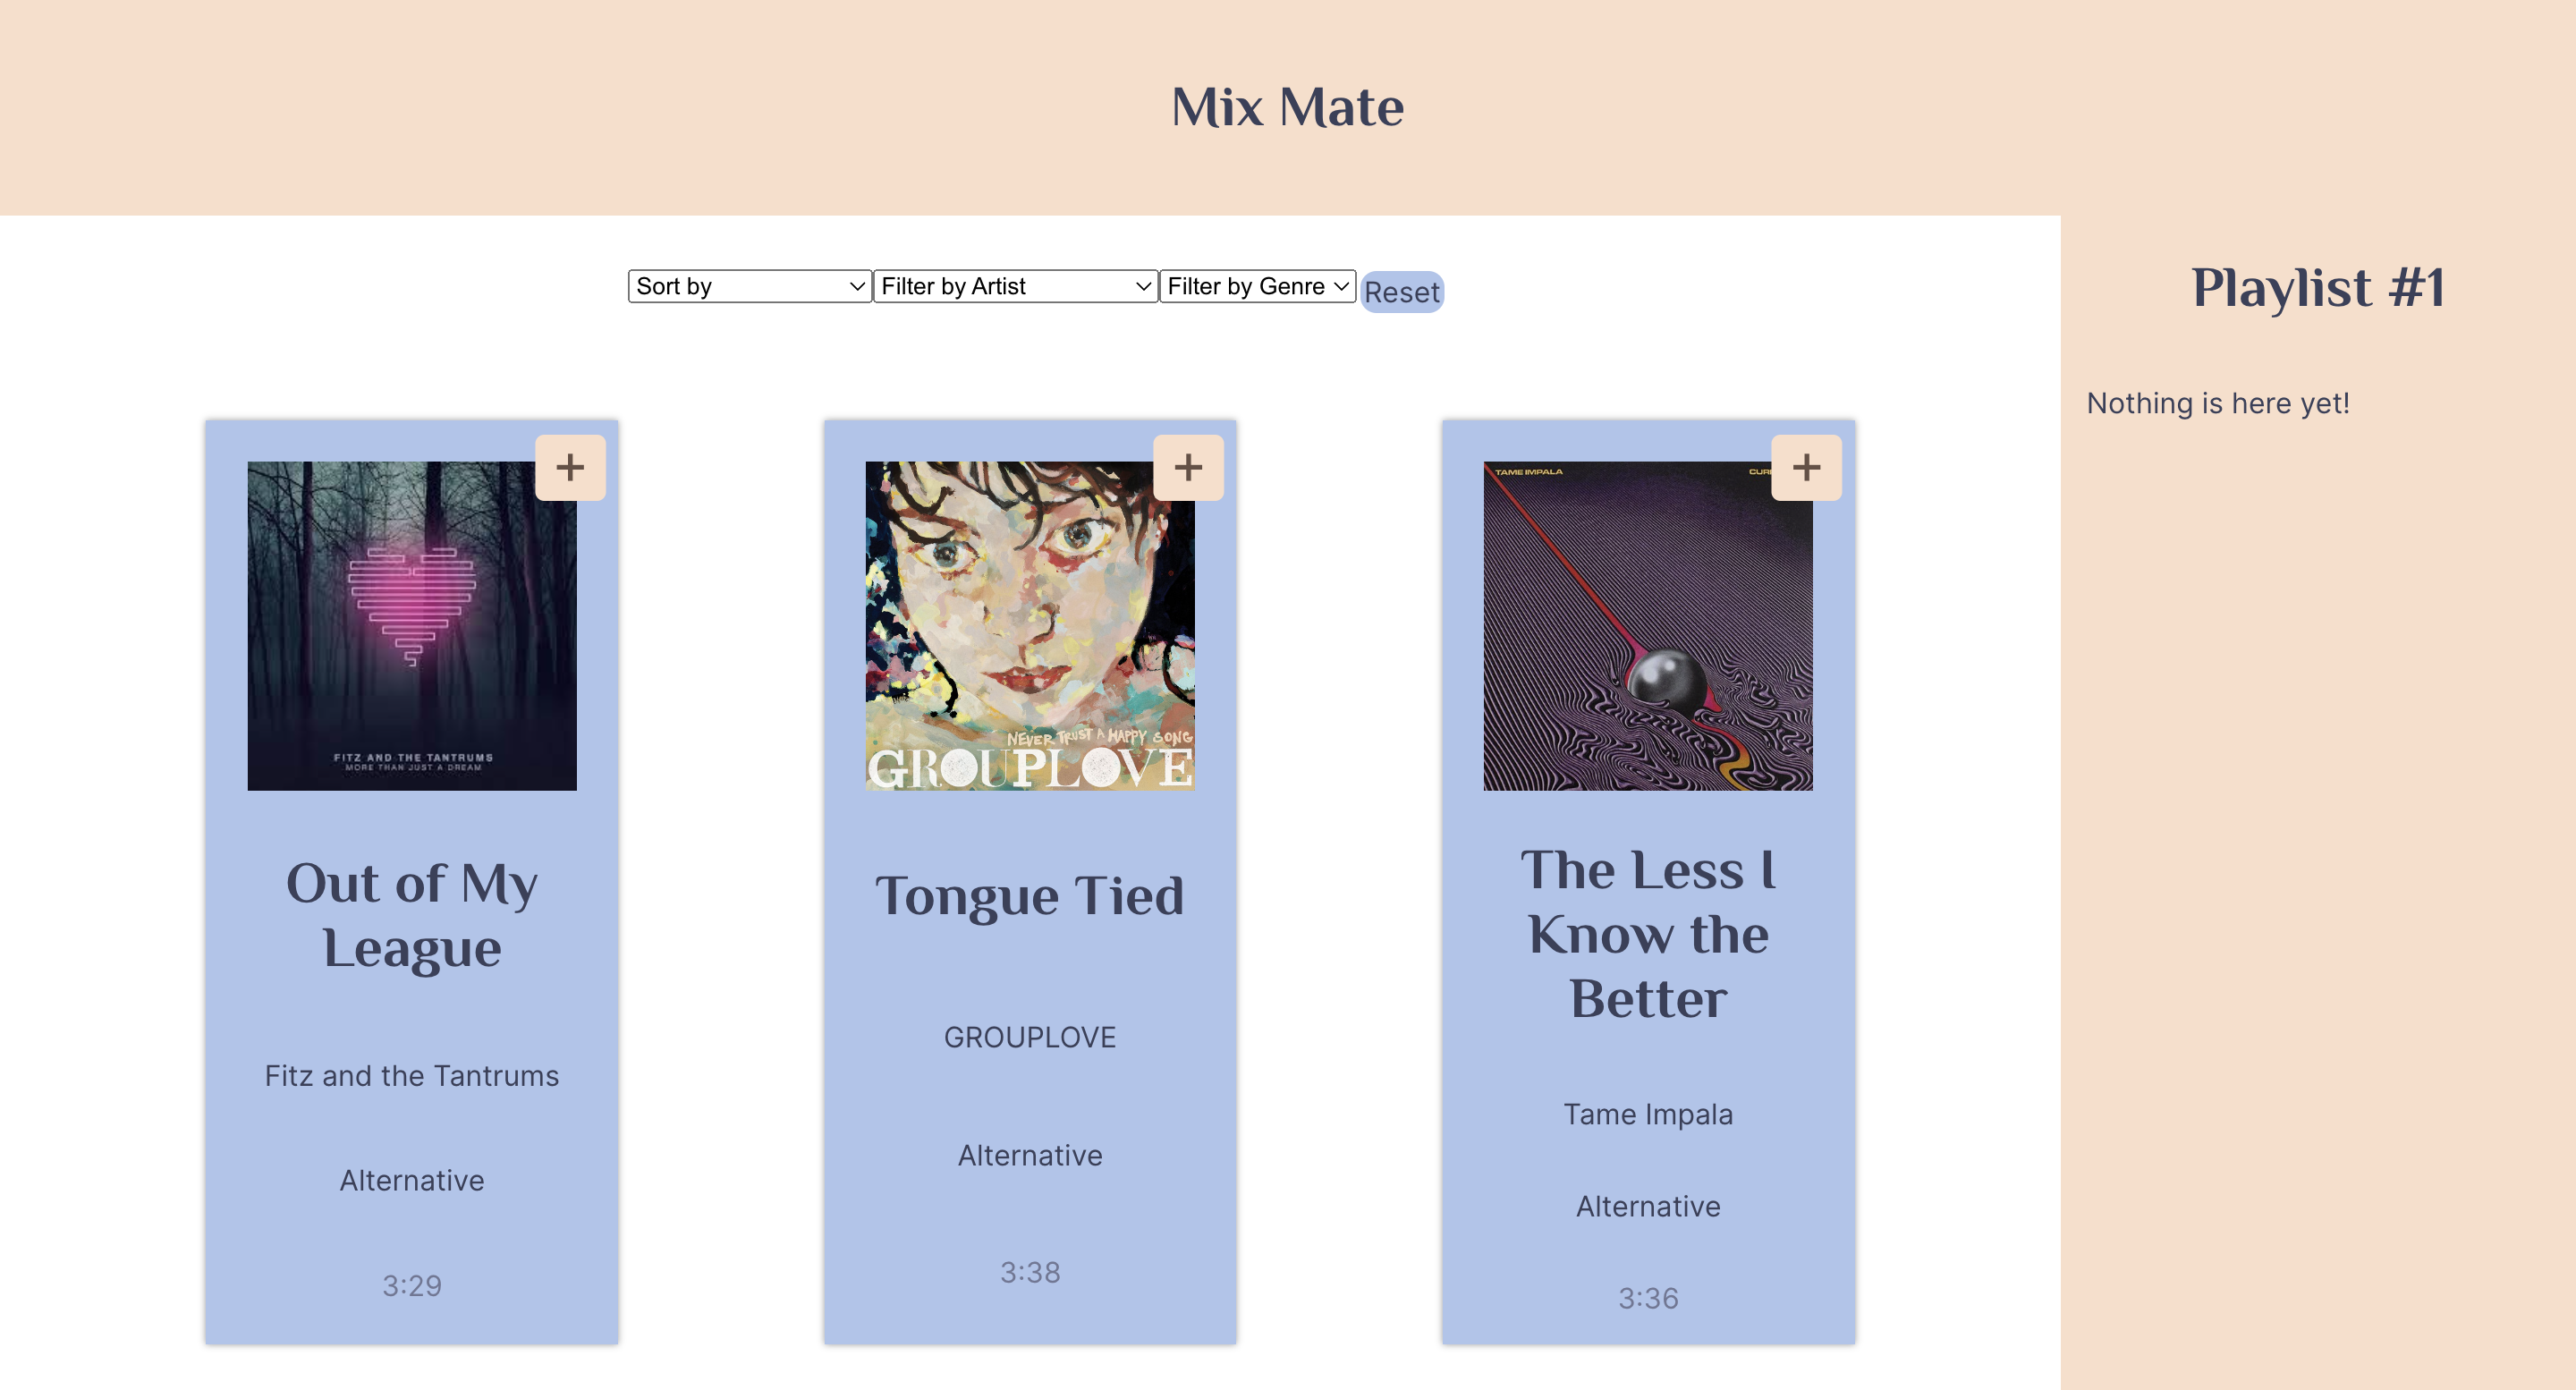 Mix Mate
Sort by
Filter by Artist
Filter by Genre
Reset
Playlist #1
Nothing is here yet!
+
FITZ AND THE TANTRUMS
MORE THAN JUST A DREAM
Out of My
League
Fitz and the Tantrums
Alternative
3:29
+
NEVER TRUST A HAPPY SONG
GROUPLOVE
Tongue Tied
GROUPLOVE
Alternative
3:38
+
TAME IMPALA
The Less I
Know the
Better
Tame Impala
Alternative
3:36